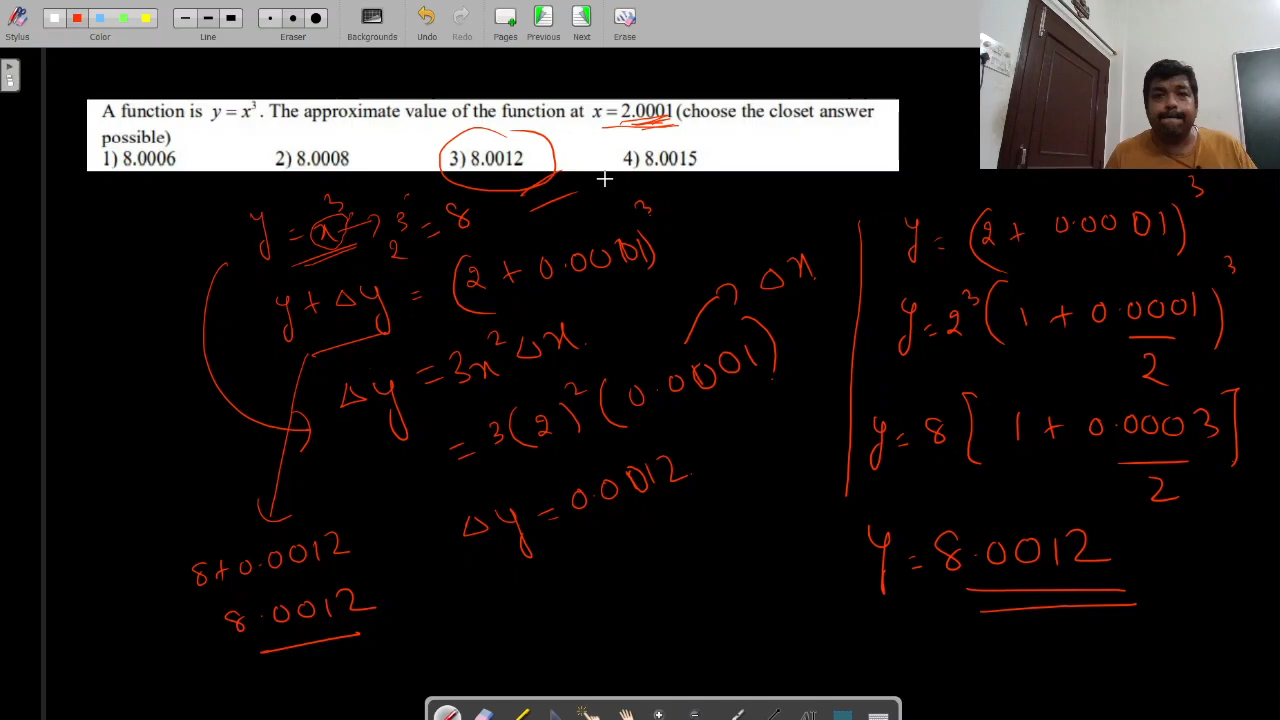 Stylus Color Line Eraser Backgrounds Undo Redo Pages Previous Next Erase
A function is y = x³. The approximate value of the function at x = 2.0001 (choose the closet answer
possible)
1) 8.0006 2) 8.0008 3) 8.0012 4) 8.0015
y = x³ → 2³ = 8
y + Δy = (2 + 0.0001)³
Δy = 3x² Δx
Δx
= 3(2)² (0.0001)
Δy = 0.0012
8+0.0012
8.0012
y = (2 + 0.0001)³
y = 2³ (1 + 0.0001/2)³
y = 8 [1 + 0.0003/2]
y = 8.0012